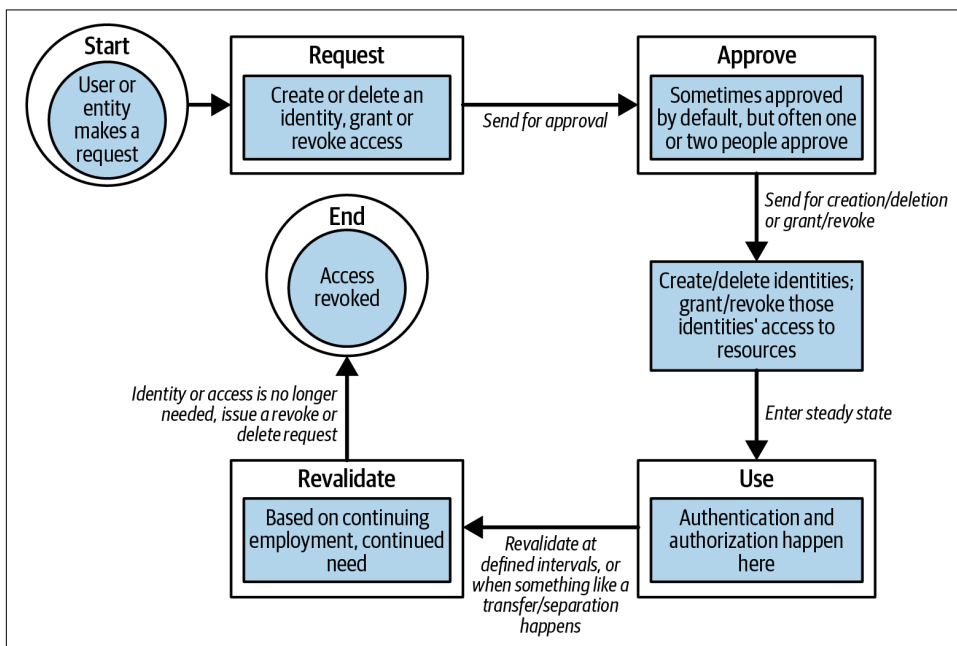 Start
User or
entity
makes a
request
Request
Create or delete an
identity, grant or
revoke access
Send for approval
Approve
Sometimes approved
by default, but often one
or two people approve
Send for creation/deletion
or grant/revoke
Create/delete identities;
grant/revoke those
identities' access to
resources
Enter steady state
Use
Authentication and
authorization happen
here
Revalidate at
defined intervals, or
when something like a
transfer/separation
happens
Revalidate
Based on continuing
employment, continued
need
Identity or access is no longer
needed, issue a revoke or
delete request
End
Access
revoked